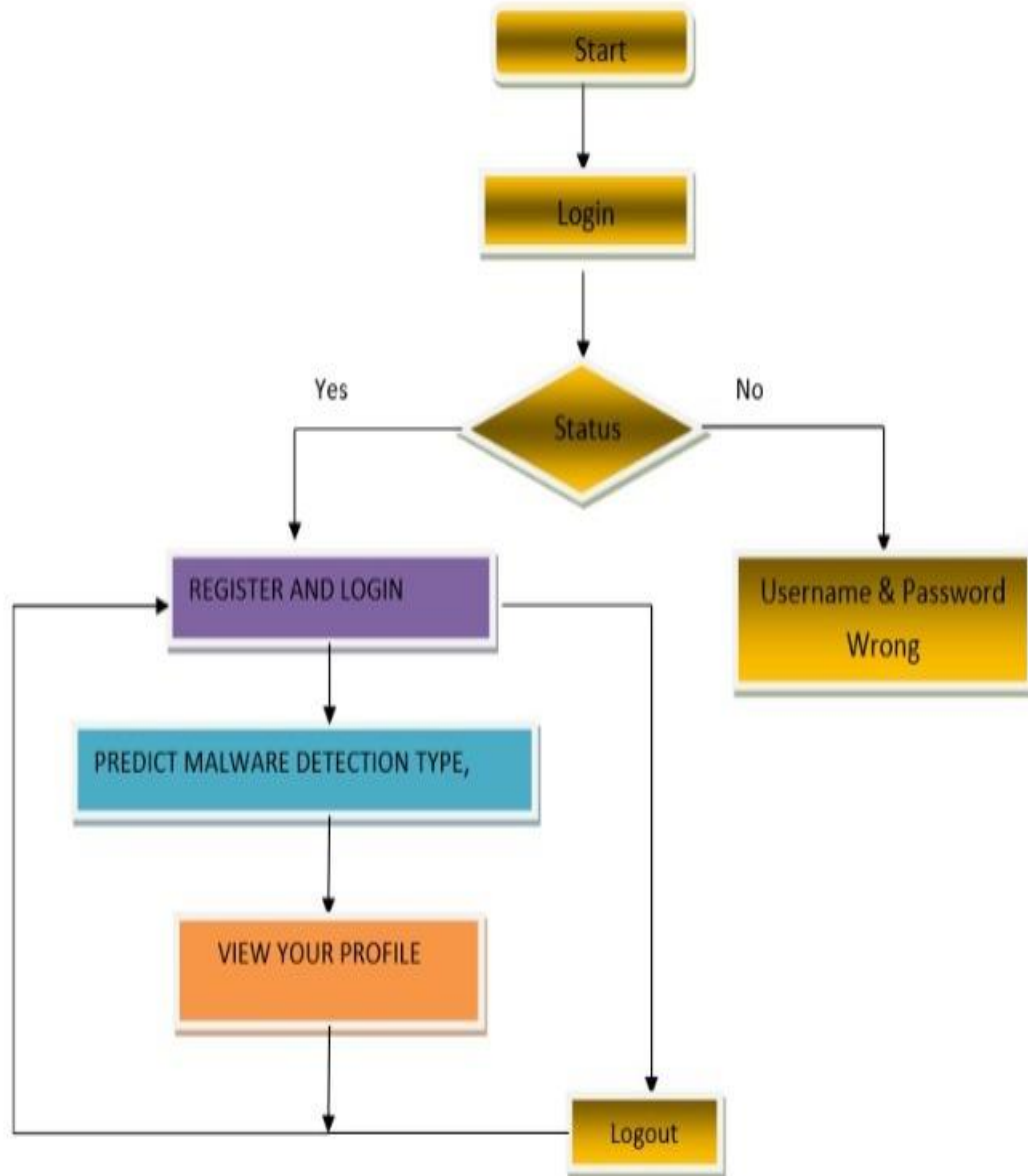 Start
Login
Yes
No
Status
REGISTER AND LOGIN
Username & Password
Wrong
PREDICT MALWARE DETECTION TYPE,
VIEW YOUR PROFILE
Logout